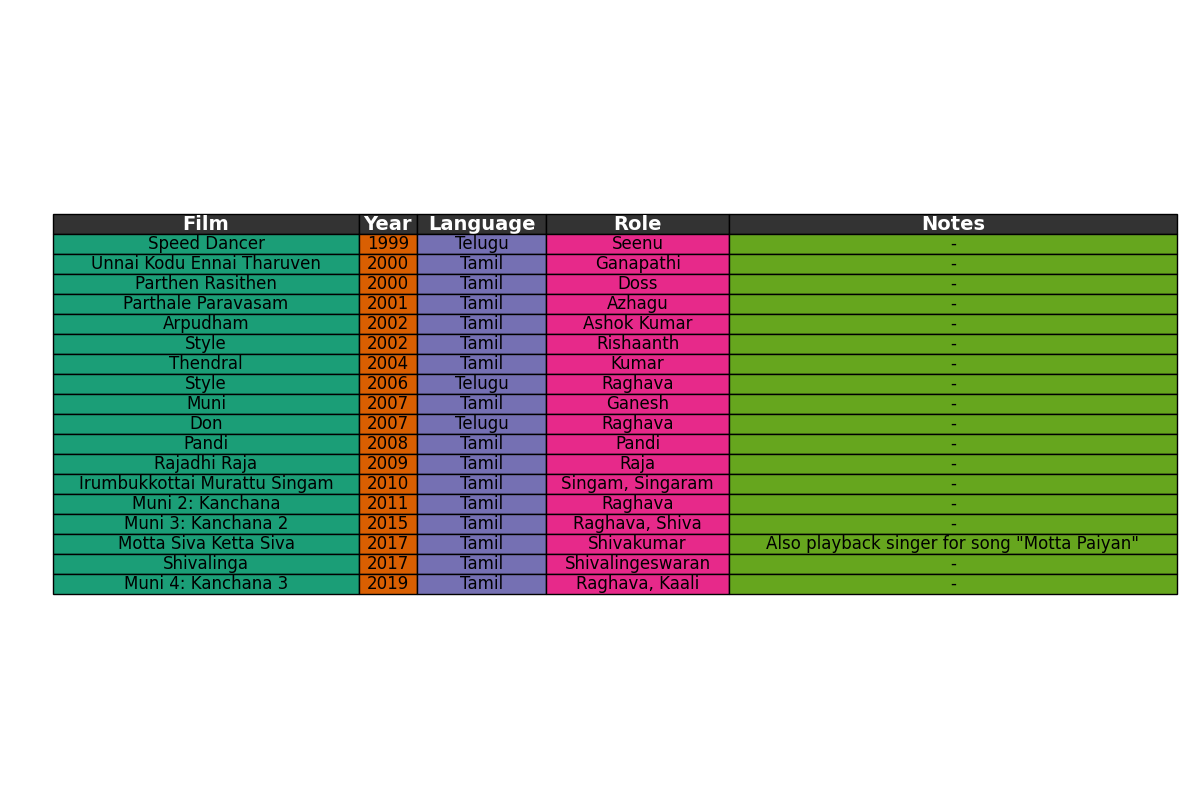 Film Year Language Role Notes
Speed Dancer 1999 Telugu Seenu -
Unnai Kodu Ennai Tharuven 2000 Tamil Ganapathi -
Parthen Rasithen 2000 Tamil Doss -
Parthale Paravasam 2001 Tamil Azhagu -
Arpudham 2002 Tamil Ashok Kumar -
Style 2002 Tamil Rishaanth -
Thendral 2004 Tamil Kumar -
Style 2006 Telugu Raghava -
Muni 2007 Tamil Ganesh -
Don 2007 Telugu Raghava -
Pandi 2008 Tamil Pandi -
Rajadhi Raja 2009 Tamil Raja -
Irumbukkottai Murattu Singam 2010 Tamil Singam, Singaram -
Muni 2: Kanchana 2011 Tamil Raghava -
Muni 3: Kanchana 2 2015 Tamil Raghava, Shiva -
Motta Siva Ketta Siva 2017 Tamil Shivakumar Also playback singer for song "Motta Paiyan"
Shivalinga 2017 Tamil Shivalingeswaran -
Muni 4: Kanchana 3 2019 Tamil Raghava, Kaali -